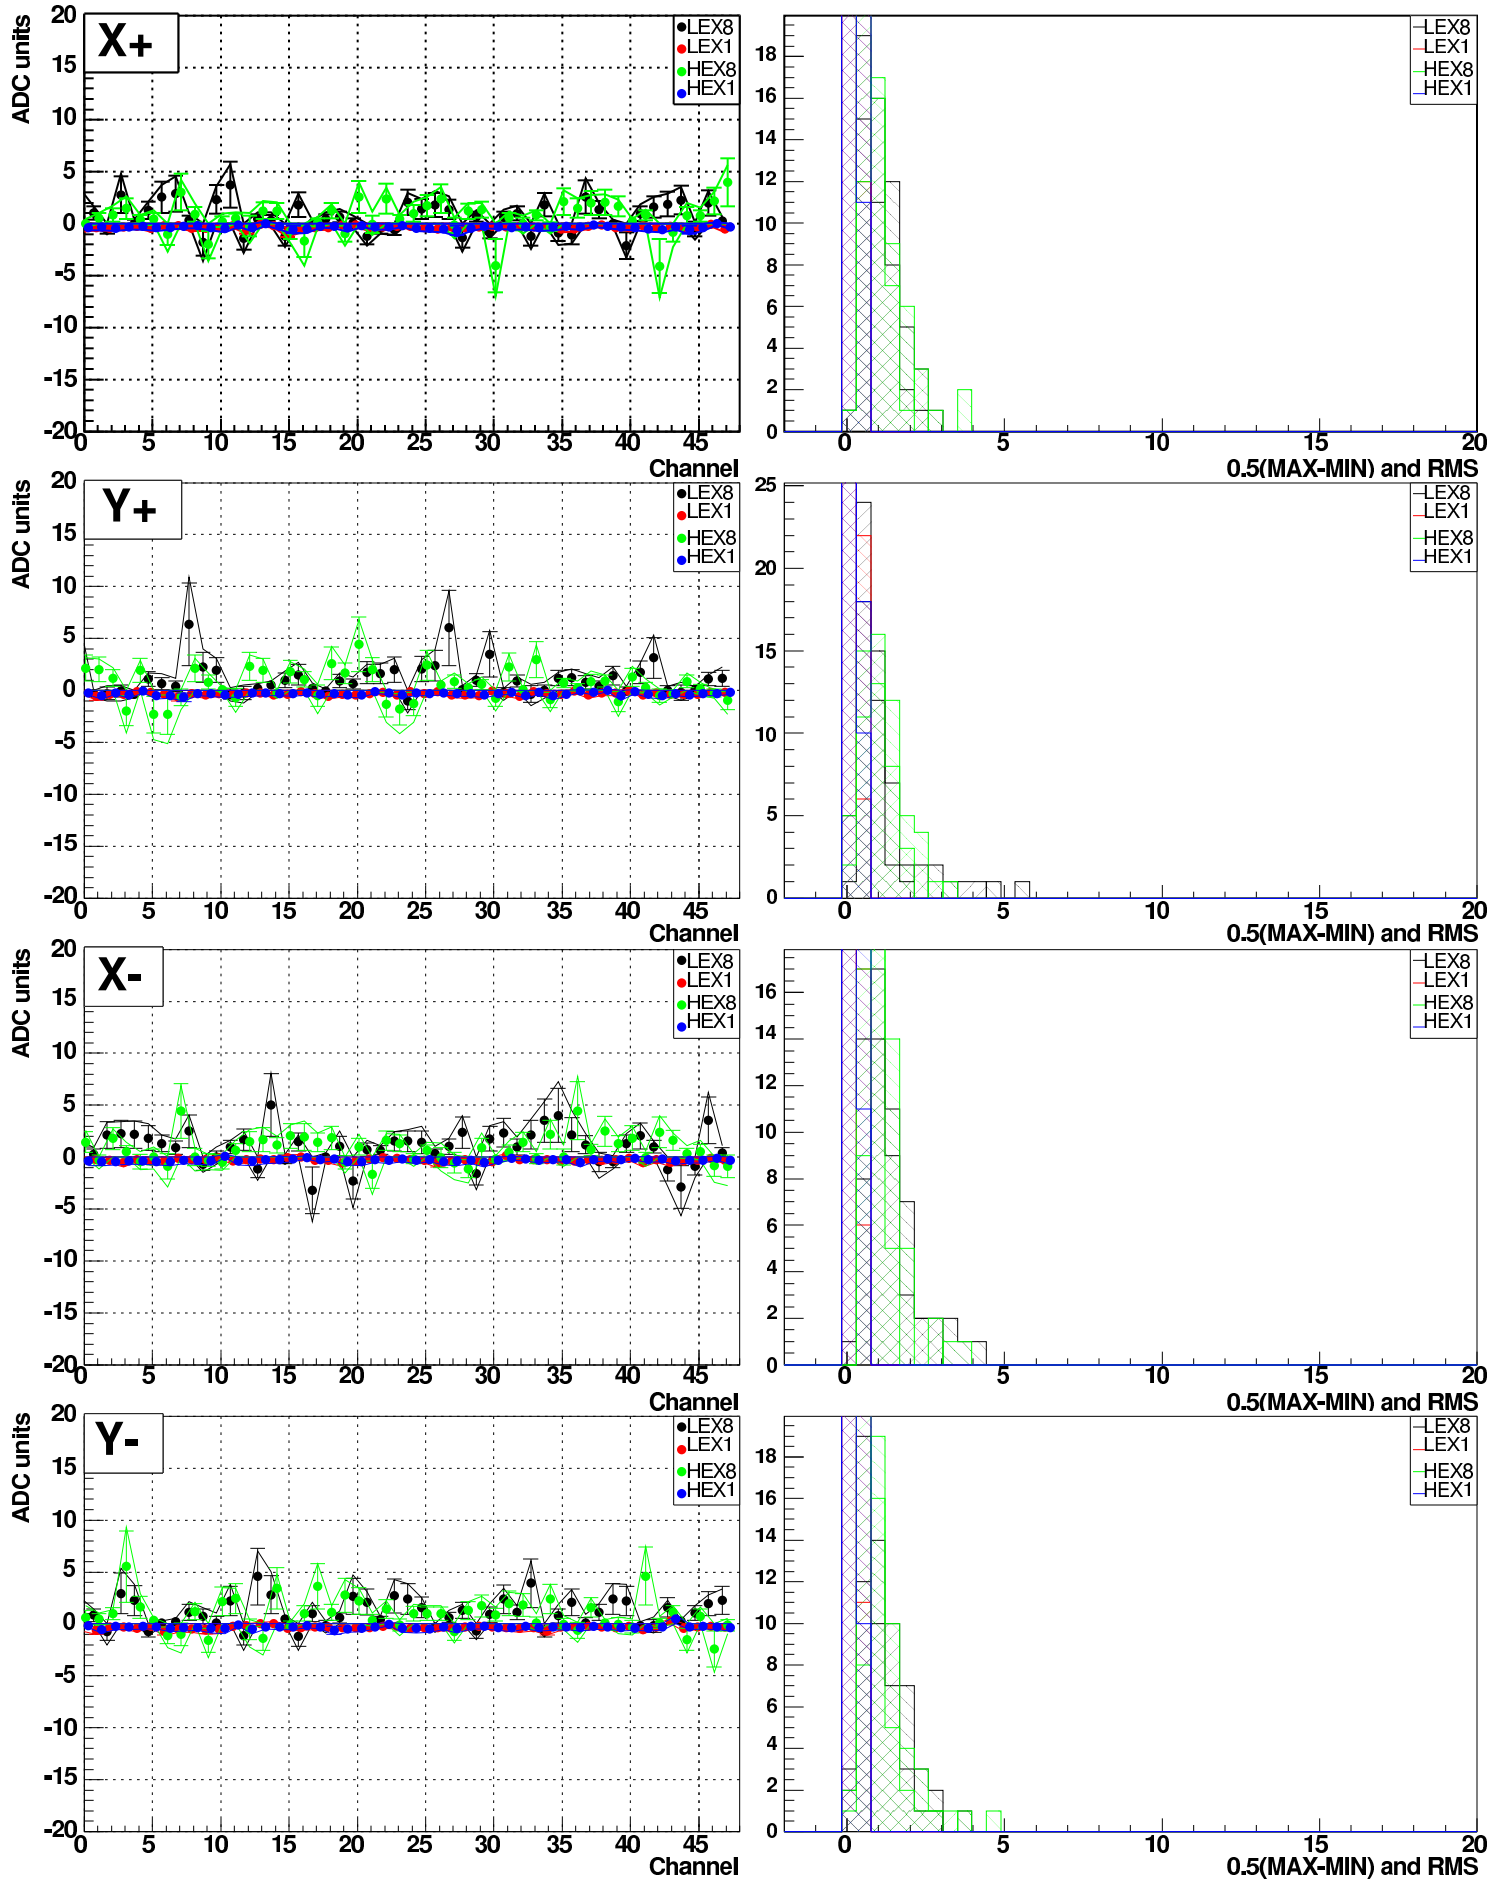 X+
ADC units
20
15
10
5
0
-5
-10
-15
-20
0 5 10 15 20 25 30 35 40 45
Channel
LEX8
LEX1
HEX8
HEX1
18
16
14
12
10
8
6
4
2
0
0 5 10 15 20
0.5(MAX-MIN) and RMS
LEX8
LEX1
HEX8
HEX1
Y+
ADC units
20
15
10
5
0
-5
-10
-15
-20
0 5 10 15 20 25 30 35 40 45
Channel
LEX8
LEX1
HEX8
HEX1
25
20
15
10
5
0
0 5 10 15 20
0.5(MAX-MIN) and RMS
LEX8
LEX1
HEX8
HEX1
X-
ADC units
20
15
10
5
0
-5
-10
-15
-20
0 5 10 15 20 25 30 35 40 45
Channel
LEX8
LEX1
HEX8
HEX1
16
14
12
10
8
6
4
2
0
0 5 10 15 20
0.5(MAX-MIN) and RMS
LEX8
LEX1
HEX8
HEX1
Y-
ADC units
20
15
10
5
0
-5
-10
-15
-20
0 5 10 15 20 25 30 35 40 45
Channel
LEX8
LEX1
HEX8
HEX1
18
16
14
12
10
8
6
4
2
0
0 5 10 15 20
0.5(MAX-MIN) and RMS
LEX8
LEX1
HEX8
HEX1